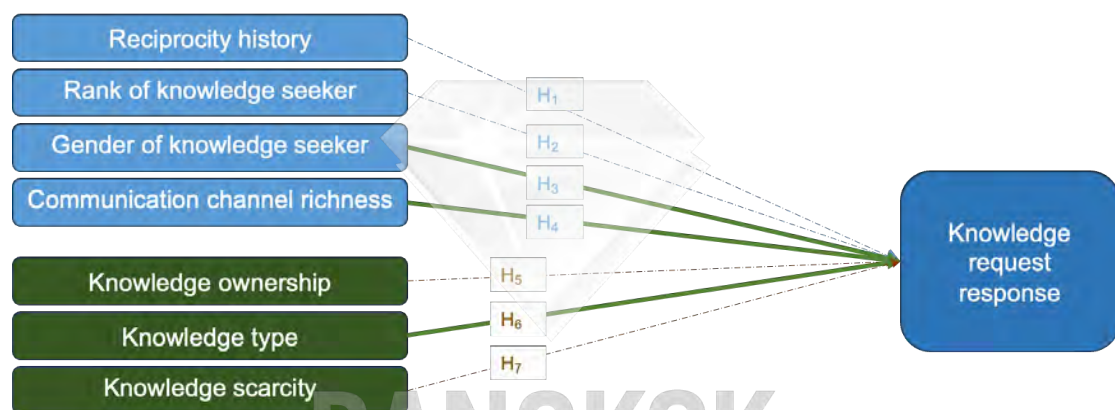 Reciprocity history
Rank of knowledge seeker
Gender of knowledge seeker
Communication channel richness
H₁
H₂
H₃
H₄
Knowledge ownership
Knowledge type
Knowledge scarcity
H₅
H₆
H₇
Knowledge
request
response
BANGKOK